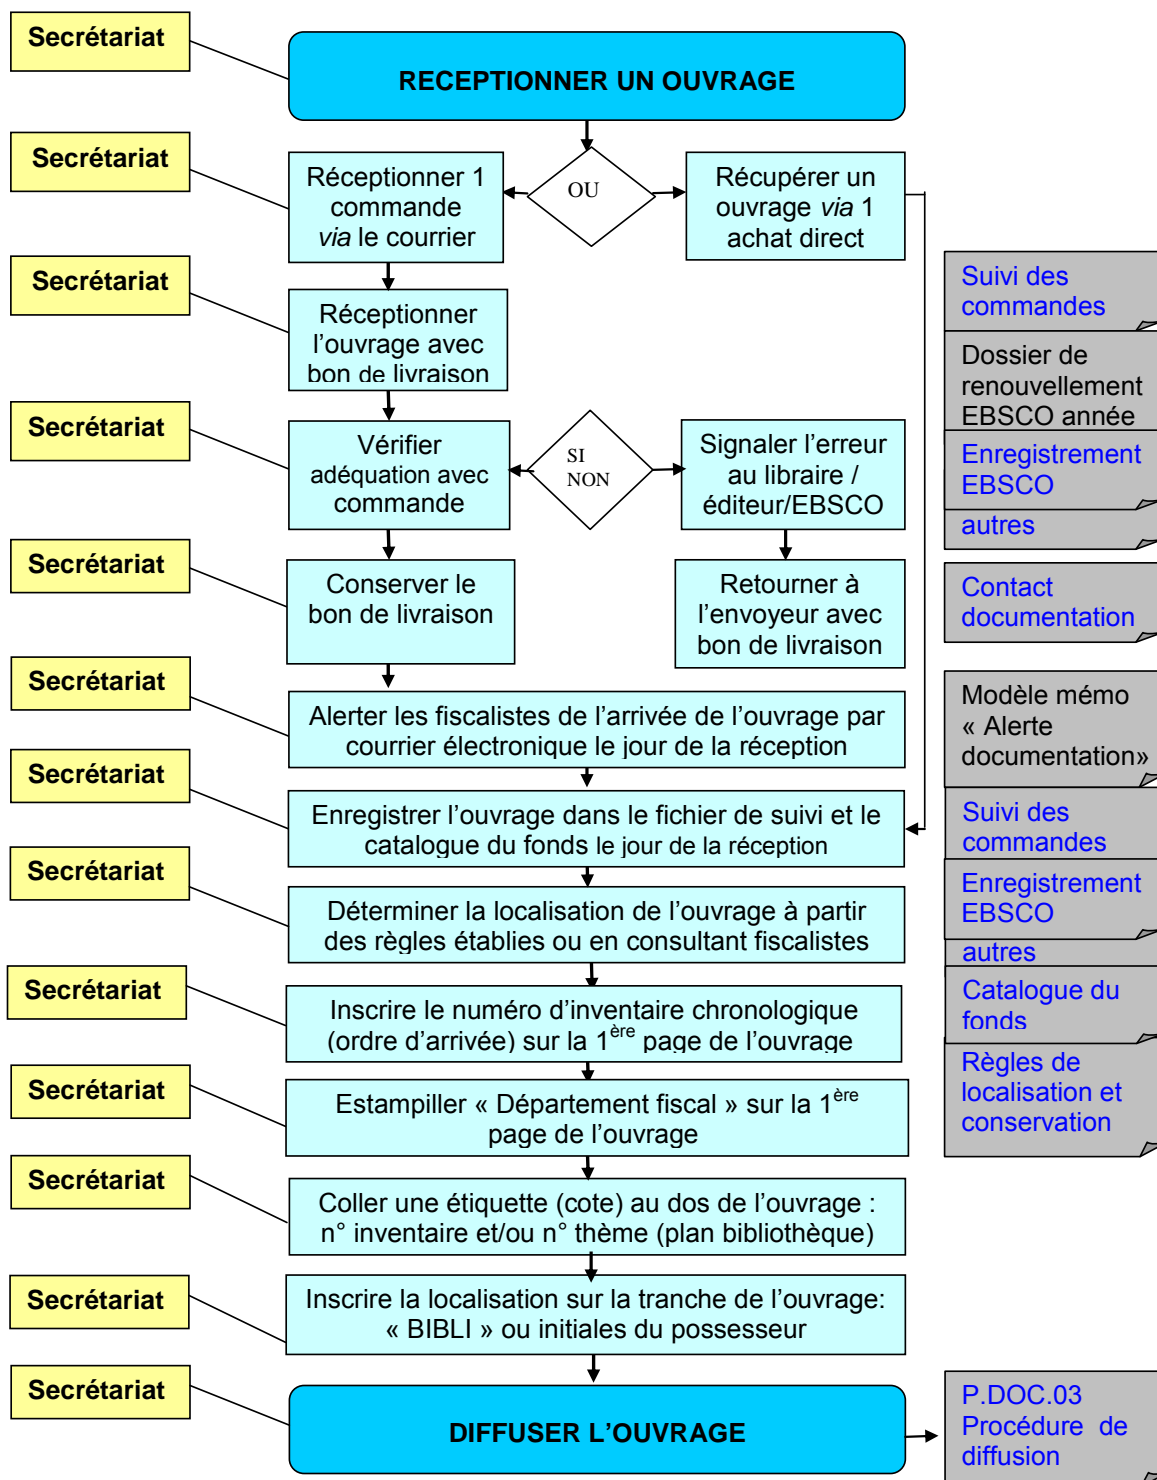 Secrétariat
RECEPTIONNER UN OUVRAGE
Secrétariat
Réceptionner 1
commande
via le courrier
OU
Récupérer un
ouvrage via 1
achat direct
Secrétariat
Réceptionner
l’ouvrage avec
bon de livraison
Suivi des
commandes
Dossier de
renouvellement
EBSCO année
Secrétariat
Vérifier
adéquation avec
commande
SI
NON
Signaler l’erreur
au libraire /
éditeur/EBSCO
Enregistrement
EBSCO
autres
Secrétariat
Conserver le
bon de livraison
Retourner à
l’envoyeur avec
bon de livraison
Contact
documentation
Secrétariat
Alerter les fiscalistes de l’arrivée de l’ouvrage par
courrier électronique le jour de la réception
Modèle mémo
« Alerte
documentation»
Secrétariat
Enregistrer l’ouvrage dans le fichier de suivi et le
catalogue du fonds le jour de la réception
Suivi des
commandes
Secrétariat
Déterminer la localisation de l’ouvrage à partir
des règles établies ou en consultant fiscalistes
Enregistrement
EBSCO
autres
Secrétariat
Inscrire le numéro d’inventaire chronologique
(ordre d’arrivée) sur la 1ère page de l’ouvrage
Catalogue du
fonds
Secrétariat
Estampiller « Département fiscal » sur la 1ère
page de l’ouvrage
Règles de
localisation et
conservation
Secrétariat
Coller une étiquette (cote) au dos de l’ouvrage :
n° inventaire et/ou n° thème (plan bibliothèque)
Secrétariat
Inscrire la localisation sur la tranche de l’ouvrage:
« BIBLI » ou initiales du possesseur
Secrétariat
DIFFUSER L’OUVRAGE
P.DOC.03
Procédure de
diffusion